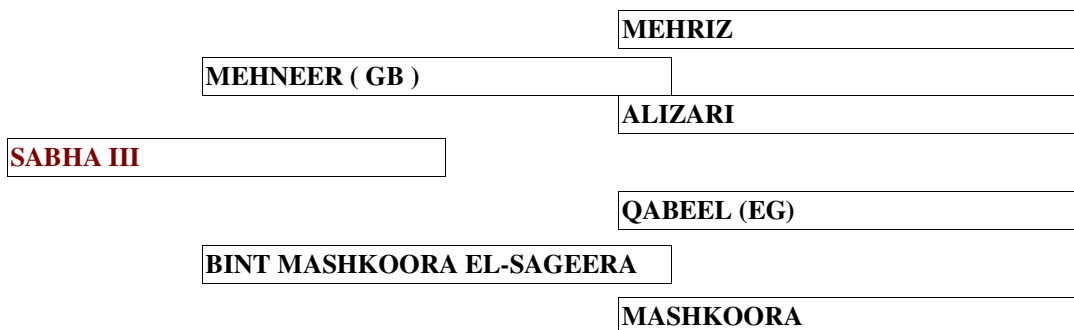 MEHRIZ
MEHNEER ( GB )
ALIZARI
SABHA III
QABEEL (EG)
BINT MASHKOORA EL-SAGEERA
MASHKOORA